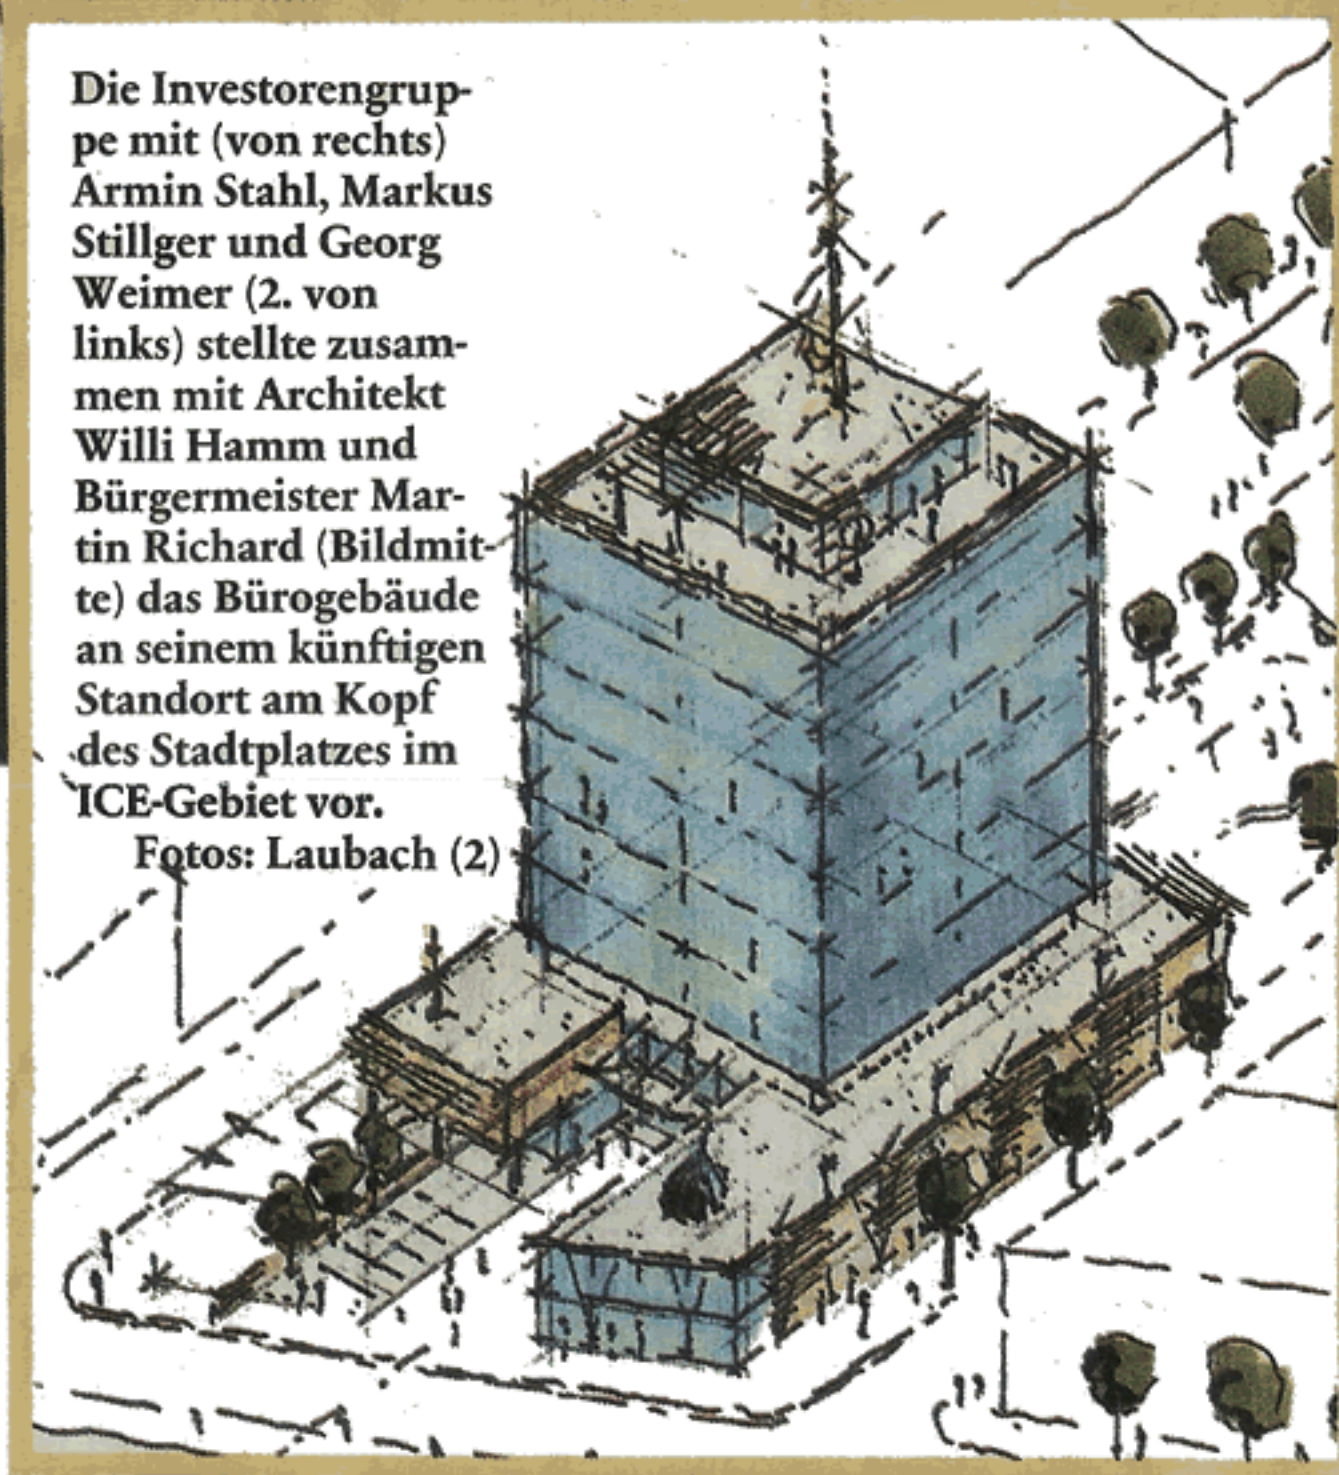 Die Investorengrup-
pe mit (von rechts)
Armin Stahl, Markus
Stillger und Georg
Weimer (2. von
links) stellte zusam-
men mit Architekt
Willi Hamm und
Bürgermeister Mar-
tin Richard (Bildmit-
te) das Bürogebäude
an seinem künftigen
Standort am Kopf
des Stadtplatzes im
ICE-Gebiet vor.
Fotos: Laubach (2)